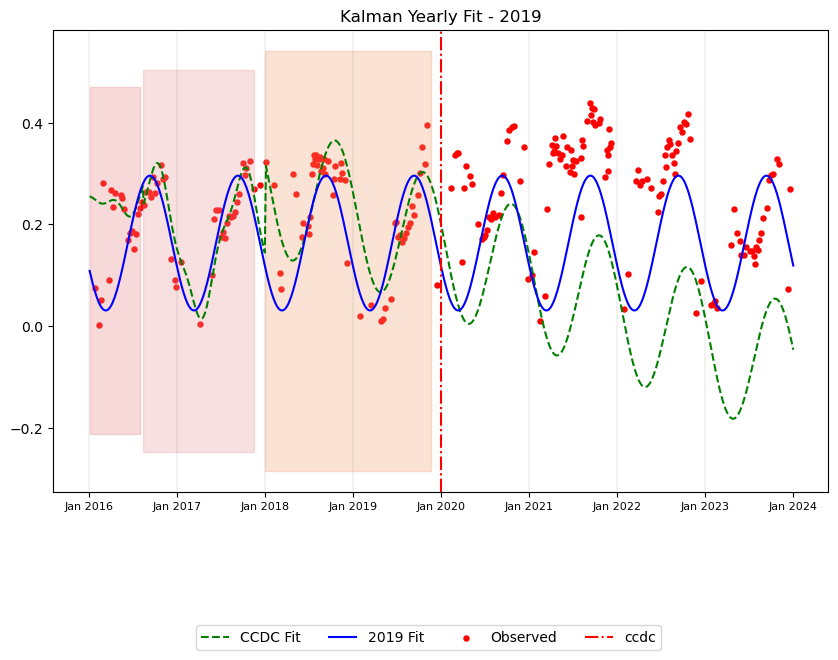 Kalman Yearly Fit - 2019
0.4
0.2
0.0
−0.2
Jan 2016 Jan 2017 Jan 2018 Jan 2019 Jan 2020 Jan 2021 Jan 2022 Jan 2023 Jan 2024
CCDC Fit 2019 Fit Observed ccdc